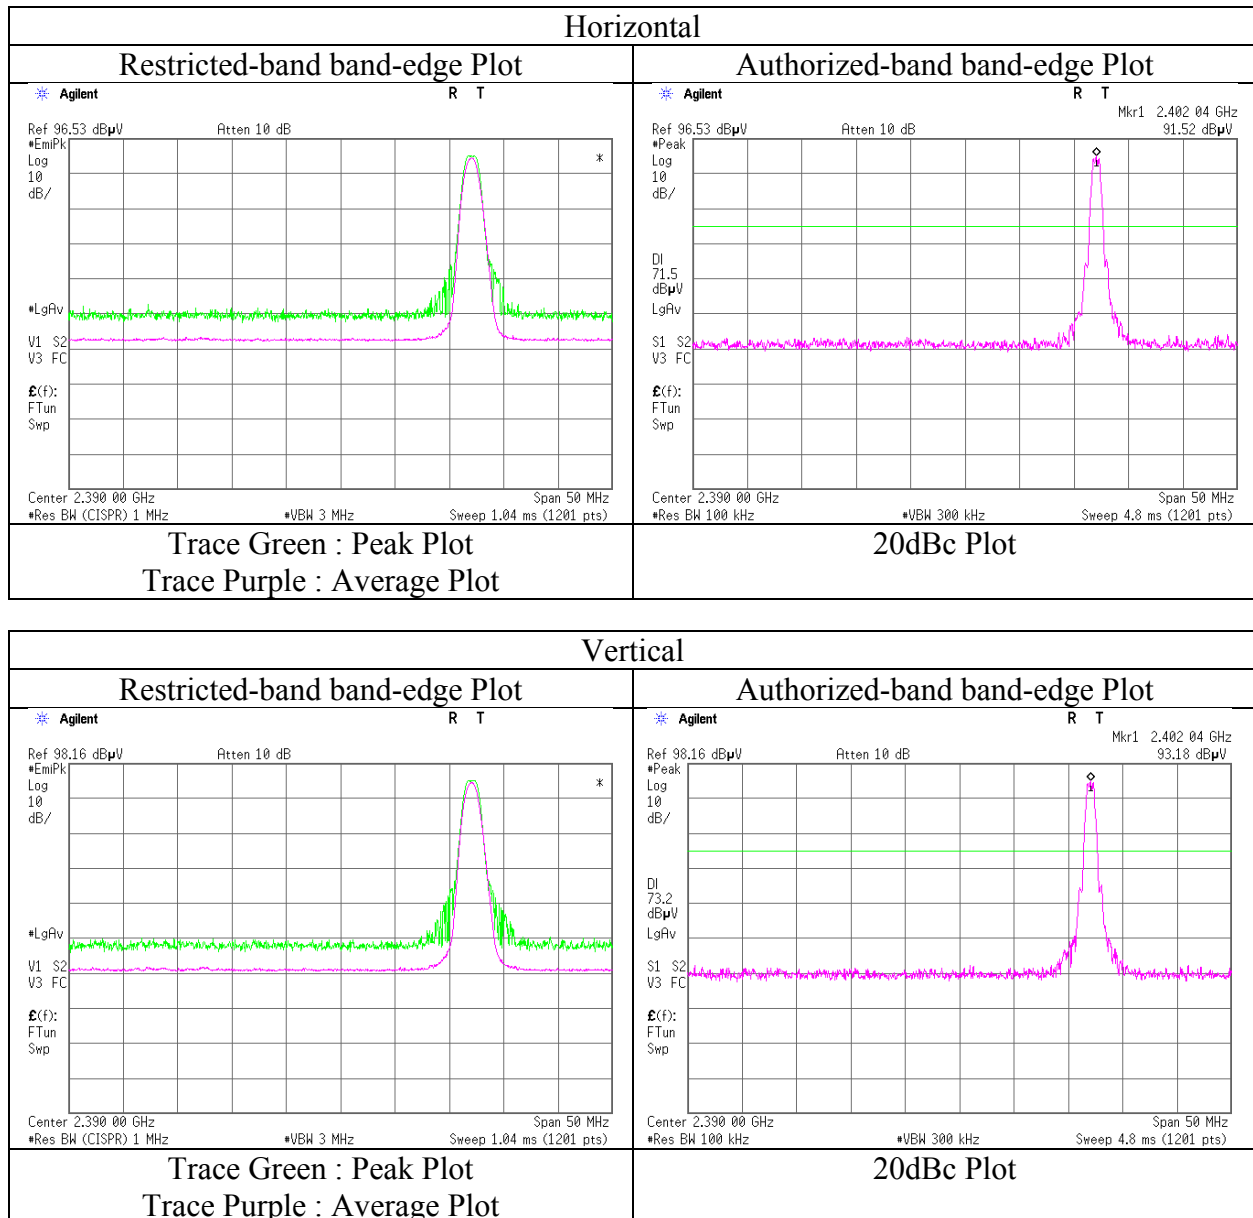 Horizontal
Restricted-band band-edge Plot
Authorized-band band-edge Plot
Agilent
R T
Ref 96.53 dBµV
Atten 10 dB
#EmiPk
Log
10
dB/
*
#LgAv
V1 S2
V3 FC
£(f):
FTun
Swp
Center 2.390 00 GHz
Span 50 MHz
#Res BW (CISPR) 1 MHz
#VBW 3 MHz
Sweep 1.04 ms (1201 pts)
Agilent
R T
Mkr1 2.402 04 GHz
Ref 96.53 dBµV
Atten 10 dB
91.52 dBµV
#Peak
Log
10
dB/
1
DI
71.5
dBµV
LgAv
S1 S2
V3 FC
£(f):
FTun
Swp
Center 2.390 00 GHz
Span 50 MHz
#Res BW 100 kHz
#VBW 300 kHz
Sweep 4.8 ms (1201 pts)
Trace Green : Peak Plot
Trace Purple : Average Plot
20dBc Plot
Vertical
Restricted-band band-edge Plot
Authorized-band band-edge Plot
Agilent
R T
Ref 98.16 dBµV
Atten 10 dB
#EmiPk
Log
10
dB/
*
#LgAv
V1 S2
V3 FC
£(f):
FTun
Swp
Center 2.390 00 GHz
Span 50 MHz
#Res BW (CISPR) 1 MHz
#VBW 3 MHz
Sweep 1.04 ms (1201 pts)
Agilent
R T
Mkr1 2.402 04 GHz
Ref 98.16 dBµV
Atten 10 dB
93.18 dBµV
#Peak
Log
10
dB/
1
DI
73.2
dBµV
LgAv
S1 S2
V3 FC
£(f):
FTun
Swp
Center 2.390 00 GHz
Span 50 MHz
#Res BW 100 kHz
#VBW 300 kHz
Sweep 4.8 ms (1201 pts)
Trace Green : Peak Plot
Trace Purple : Average Plot
20dBc Plot